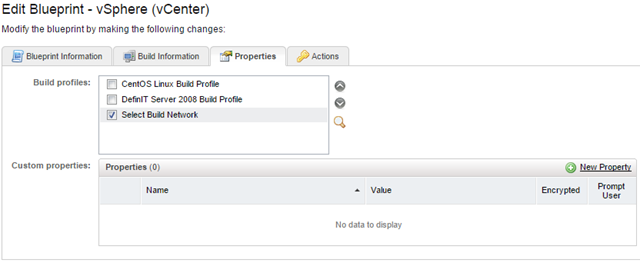 Edit Blueprint - vSphere (vCenter)
Modify the blueprint by making the following changes:
Blueprint Information Build Information Properties Actions
Build profiles:
CentOS Linux Build Profile
DefinIT Server 2008 Build Profile
Select Build Network
Custom properties:
Properties (0) New Property
Name Value Encrypted Prompt User
No data to display